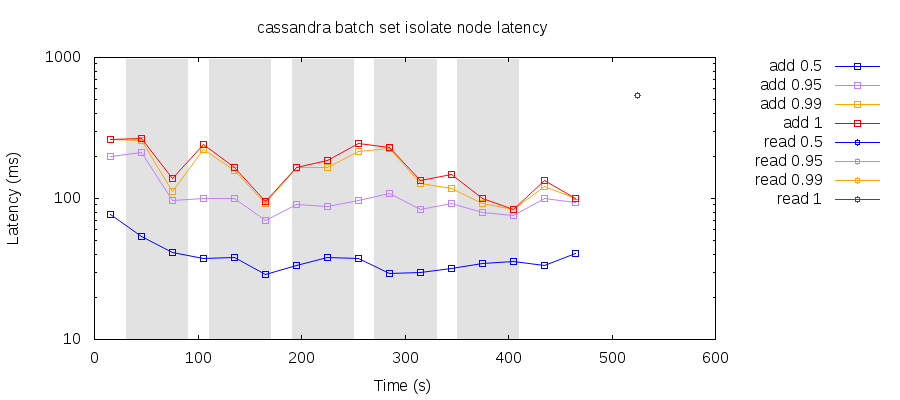 cassandra batch set isolate node latency
1000
100
10
Latency (ms)
0 100 200 300 400 500 600
Time (s)
add 0.5
add 0.95
add 0.99
add 1
read 0.5
read 0.95
read 0.99
read 1